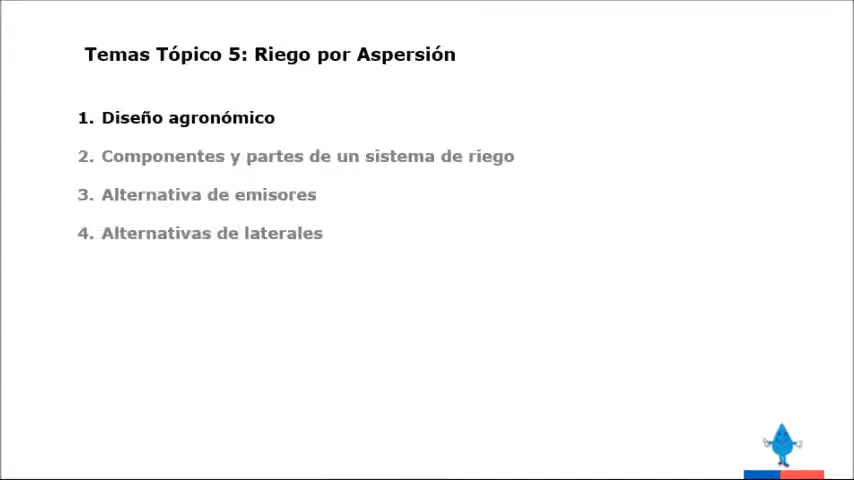 Temas Tópico 5: Riego por Aspersión
1. Diseño agronómico
2. Componentes y partes de un sistema de riego
3. Alternativa de emisores
4. Alternativas de laterales